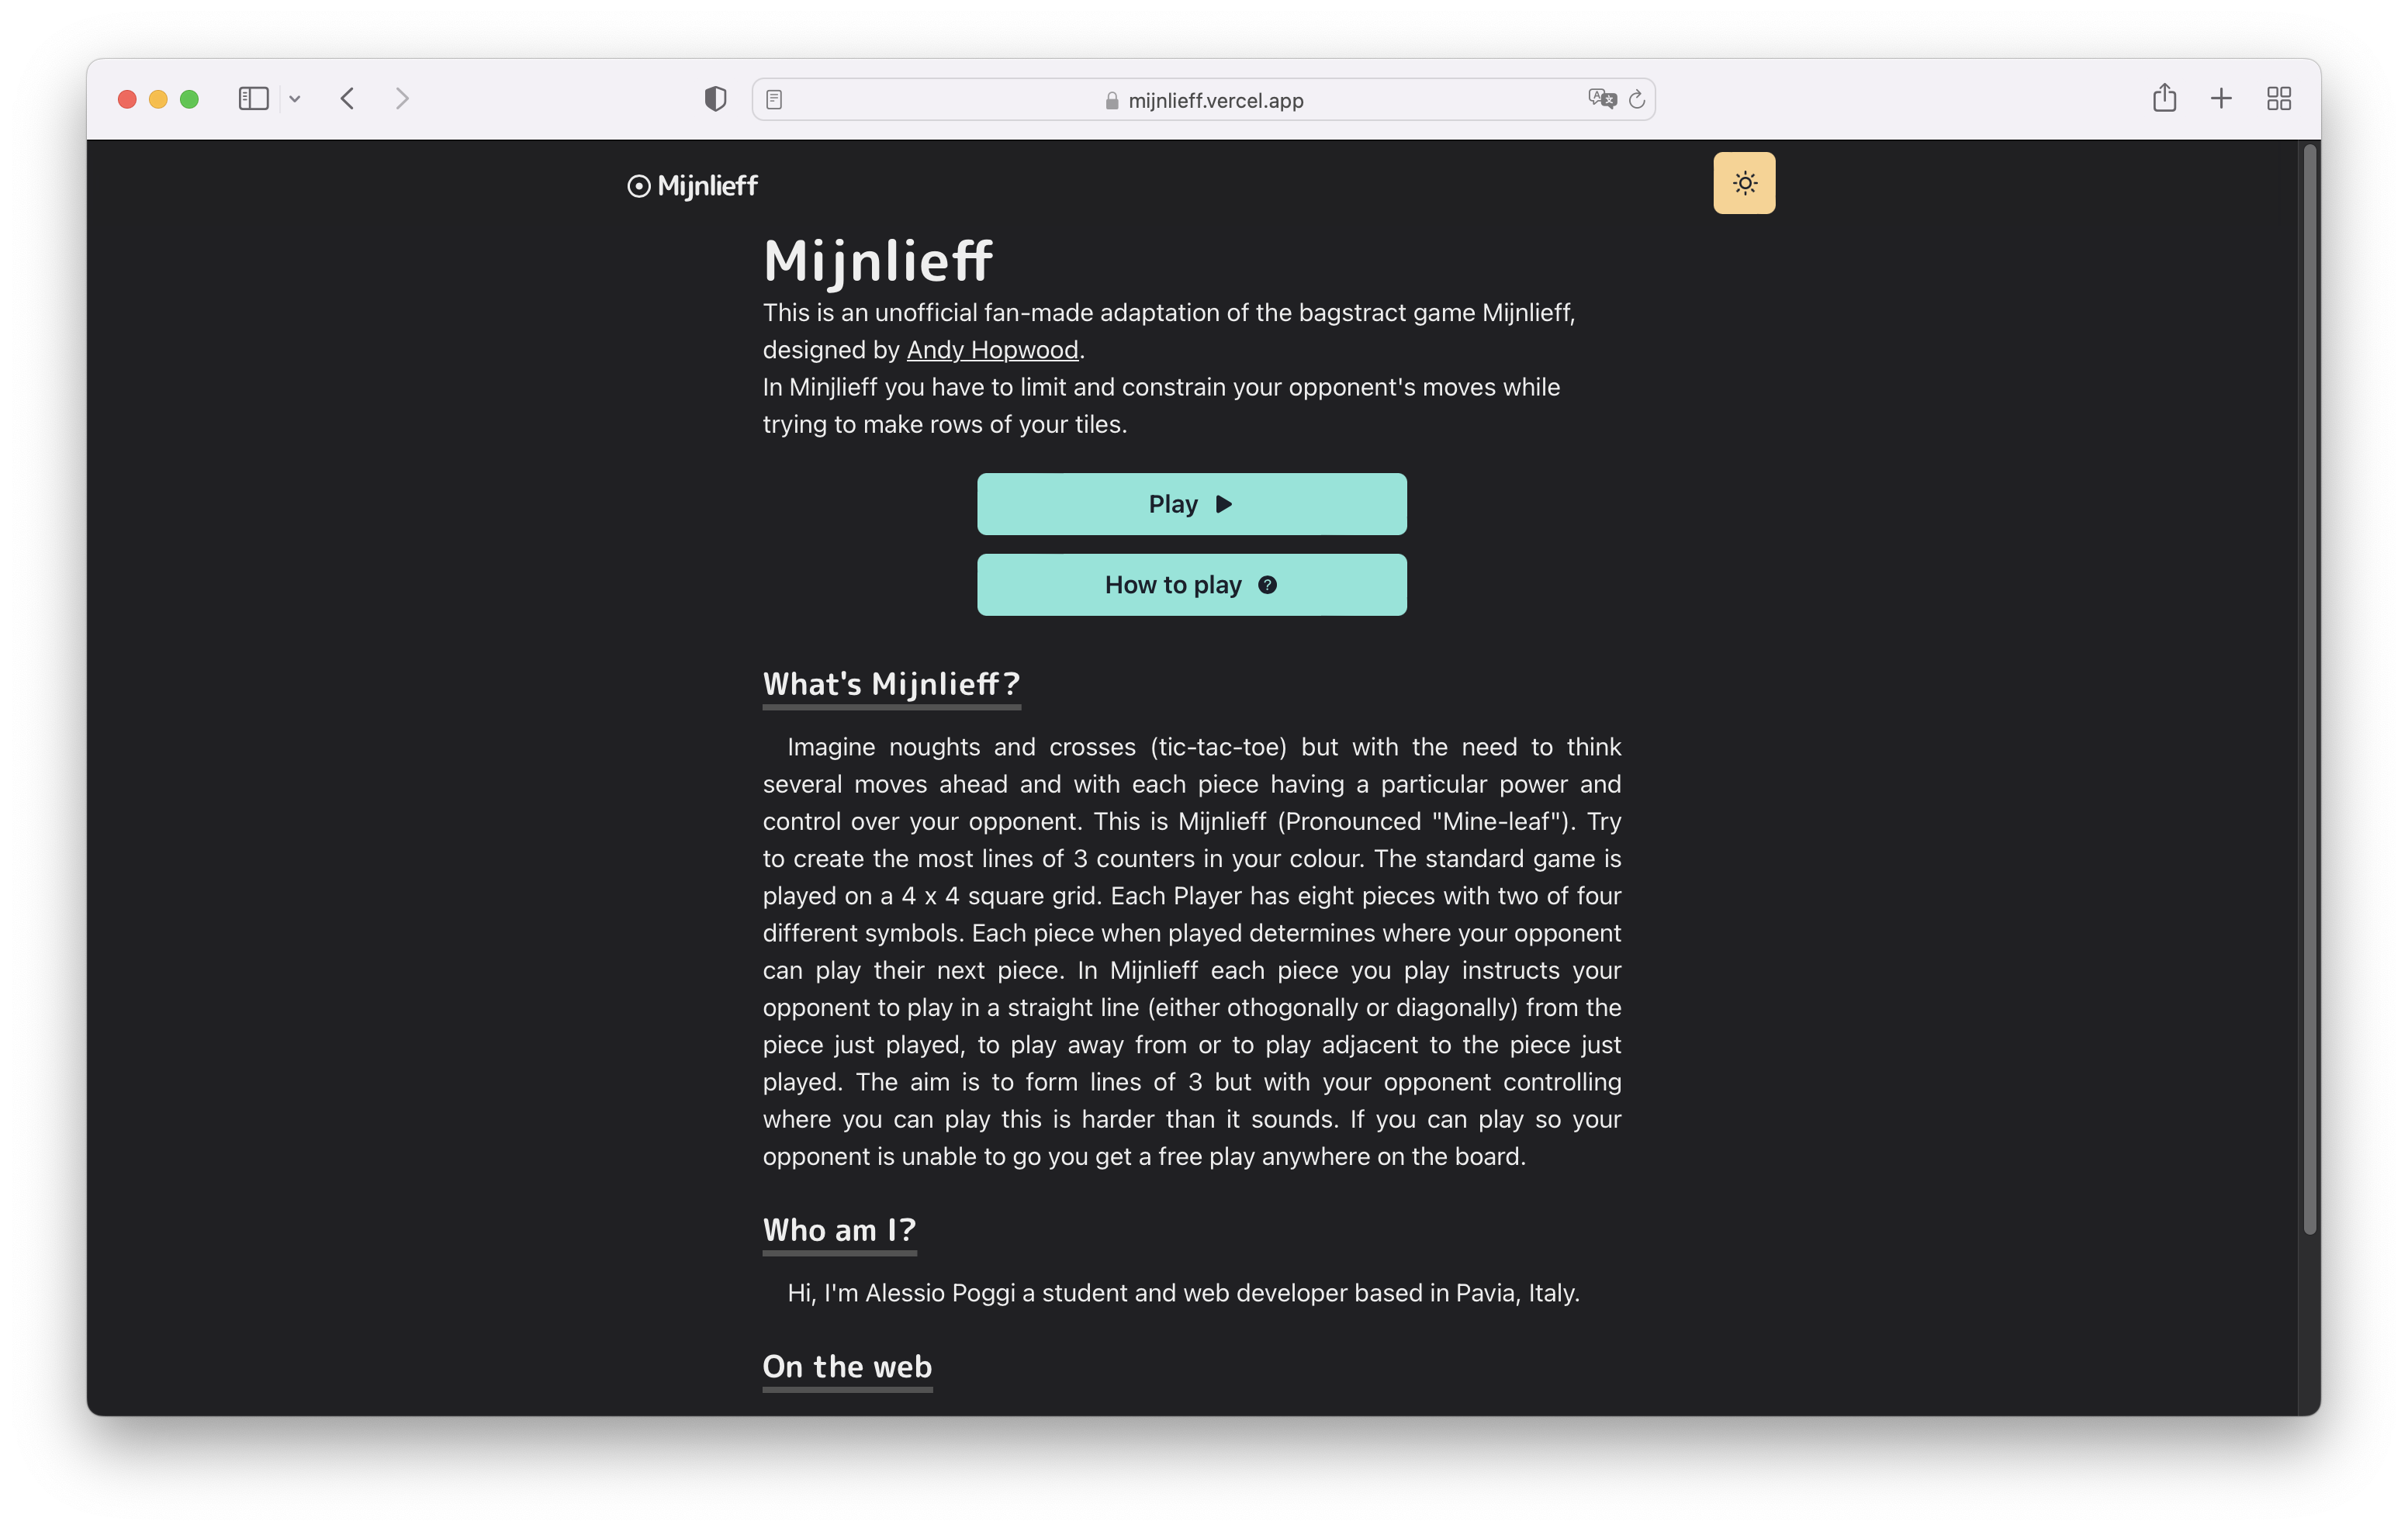 mijnlieff.vercel.app
Mijnlieff
Mijnlieff
This is an unofficial fan-made adaptation of the bagstract game Mijnlieff,
designed by Andy Hopwood.
In Minjlieff you have to limit and constrain your opponent's moves while
trying to make rows of your tiles.
Play
How to play
What's Mijnlieff?
Imagine noughts and crosses (tic-tac-toe) but with the need to think
several moves ahead and with each piece having a particular power and
control over your opponent. This is Mijnlieff (Pronounced "Mine-leaf"). Try
to create the most lines of 3 counters in your colour. The standard game is
played on a 4 x 4 square grid. Each Player has eight pieces with two of four
different symbols. Each piece when played determines where your opponent
can play their next piece. In Mijnlieff each piece you play instructs your
opponent to play in a straight line (either othogonally or diagonally) from the
piece just played, to play away from or to play adjacent to the piece just
played. The aim is to form lines of 3 but with your opponent controlling
where you can play this is harder than it sounds. If you can play so your
opponent is unable to go you get a free play anywhere on the board.
Who am I?
Hi, I'm Alessio Poggi a student and web developer based in Pavia, Italy.
On the web